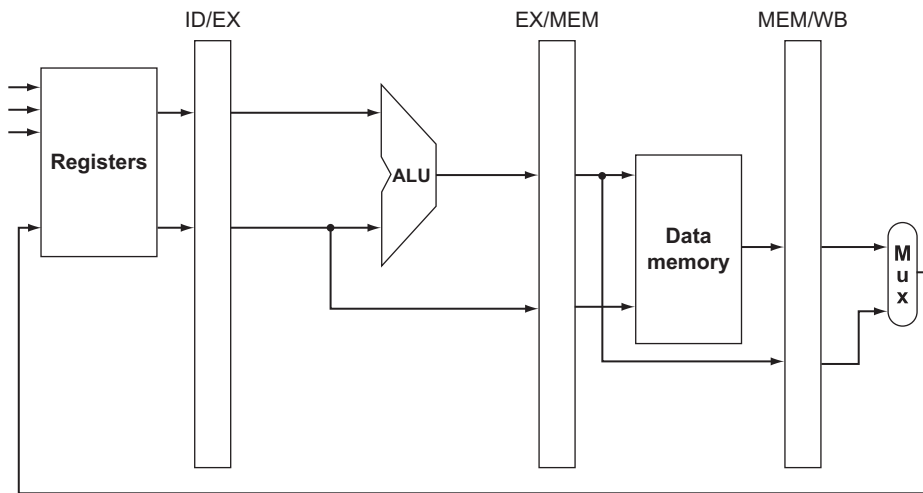 ID/EX
EX/MEM
MEM/WB
Registers
ALU
Data
memory
M
u
x